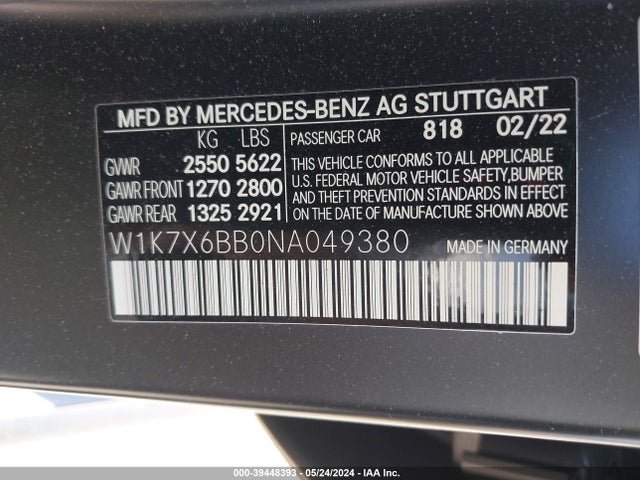 MFD BY MERCEDES-BENZ AG STUTTGART
KG LBS
GVWR 2550 5622
GAWR FRONT 1270 2800
GAWR REAR 1325 2921
PASSENGER CAR 818 02/22
THIS VEHICLE CONFORMS TO ALL APPLICABLE
U.S. FEDERAL MOTOR VEHICLE SAFETY,BUMPER
AND THEFT PREVENTION STANDARDS IN EFFECT
ON THE DATE OF MANUFACTURE SHOWN ABOVE.
W1K7X6BB0NA049380 MADE IN GERMANY
000-39448393 - 05/24/2024 - IAA Inc.